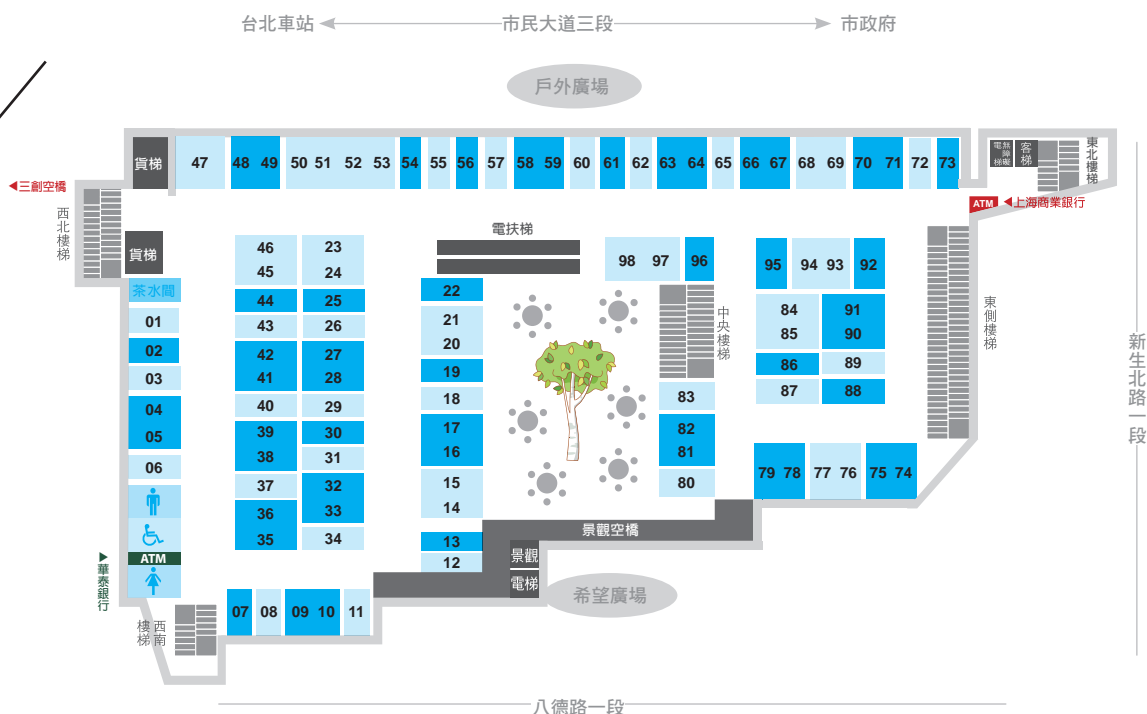 台北車站 市民大道三段 市政府
戶外廣場
貨梯 47 48 49 50 51 52 53 54 55 56 57 58 59 60 61 62 63 64 65 66 67 68 69 70 71 72 73
無障礙電梯
客梯
東北樓梯
◀三創空橋
ATM ◀上海商業銀行
西北樓梯
貨梯
電扶梯
茶水間
01
02
03
04
05
06
ATM
▶華泰銀行
46 23
45 24
44 25
43 26
42 27
41 28
40 29
39 30
38 31
37 32
36 33
35 34
22
21
20
19
18
17
16
15
14
13
12
98 97 96
中央樓梯
83
82
81
80
95 94 93 92
84 91
85 90
86 89
87 88
79 78 77 76 75 74
東側樓梯
新生北路一段
景觀空橋
景觀電梯
希望廣場
07 08 09 10 11
西南樓梯
八德路一段